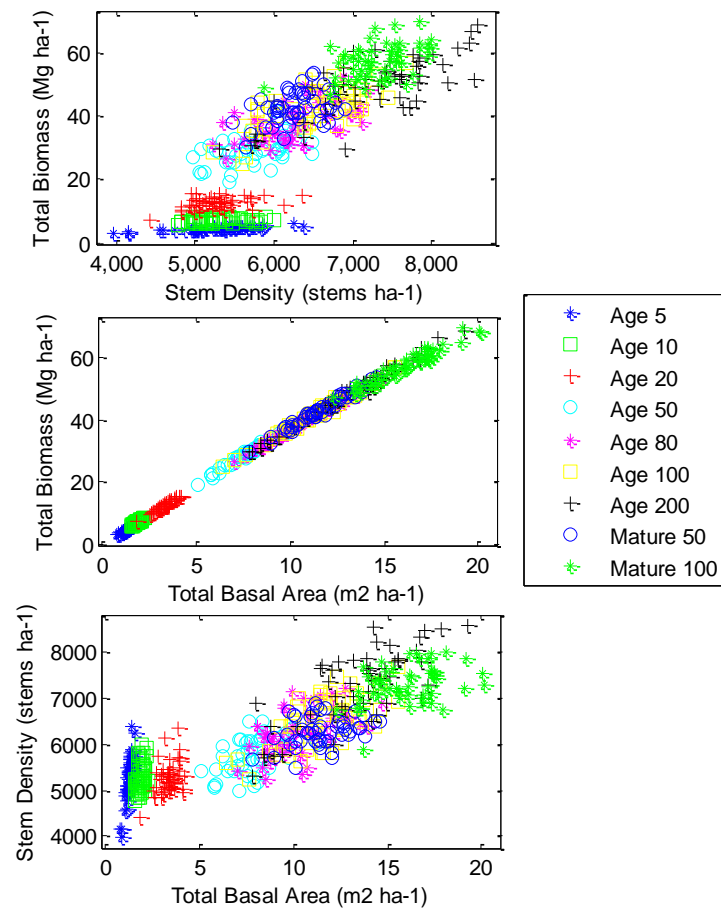 Total Biomass (Mg ha-1)
60
40
20
0
4,000 5,000 6,000 7,000 8,000
Stem Density (stems ha-1)
Total Biomass (Mg ha-1)
60
40
20
0
0 5 10 15 20
Total Basal Area (m2 ha-1)
Age 5
Age 10
Age 20
Age 50
Age 80
Age 100
Age 200
Mature 50
Mature 100
Stem Density (stems ha-1)
8000
7000
6000
5000
4000
0 5 10 15 20
Total Basal Area (m2 ha-1)